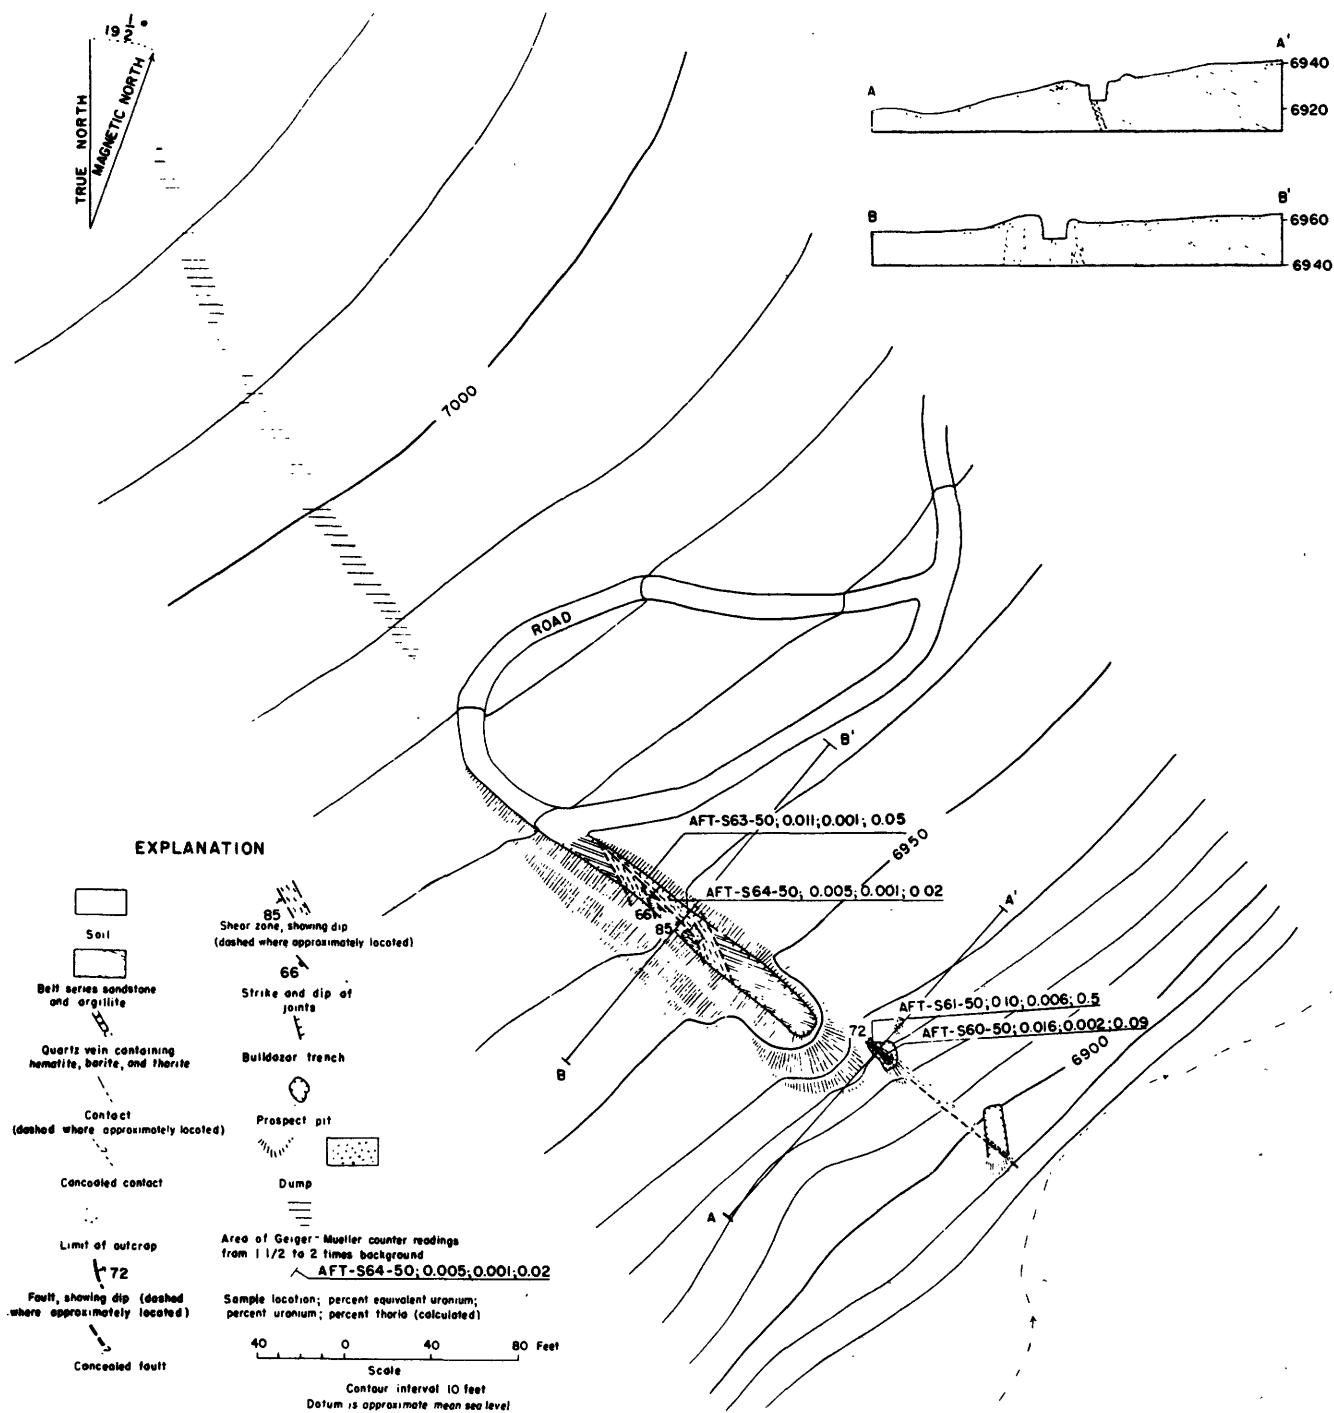 19 1/2°
TRUE NORTH
MAGNETIC NORTH
A
A'
6940
6920
B
B'
6960
6940
7000
ROAD
B'
AFT-S63-50; 0.011; 0.001; 0.05
6950
AFT-S64-50; 0.005; 0.001; 0 02
66
85
A'
AFT-S61-50; 0 10; 0.006; 0.5
72
AFT-S60-50; 0.016; 0.002; 0.09
6900
B
A
EXPLANATION
Soil
Belt series sandstone
and argillite
Quartz vein containing
hematite, barite, and thorite
Contact
(dashed where approximately located)
Concealed contact
Limit of outcrop
72
Fault, showing dip (dashed
where approximately located)
Concealed fault
85
Shear zone, showing dip
(dashed where approximately located)
66
Strike and dip of
joints
Bulldozer trench
Prospect pit
Dump
Area of Geiger-Mueller counter readings
from 1 1/2 to 2 times background
AFT-S64-50; 0.005; 0.001; 0.02
Sample location; percent equivalent uranium;
percent uranium; percent thoria (calculated)
40 0 40 80 Feet
Scale
Contour interval 10 feet
Datum is approximate mean sea level